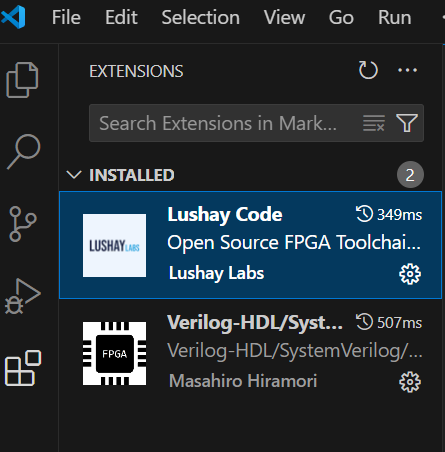 File Edit Selection View Go Run
EXTENSIONS
Search Extensions in Mark...
INSTALLED 2
Lushay Code 349ms
LUSHAY LABS
Open Source FPGA Toolchai...
Lushay Labs
Verilog-HDL/Syst... 507ms
FPGA
Verilog-HDL/SystemVerilog/...
Masahiro Hiramori